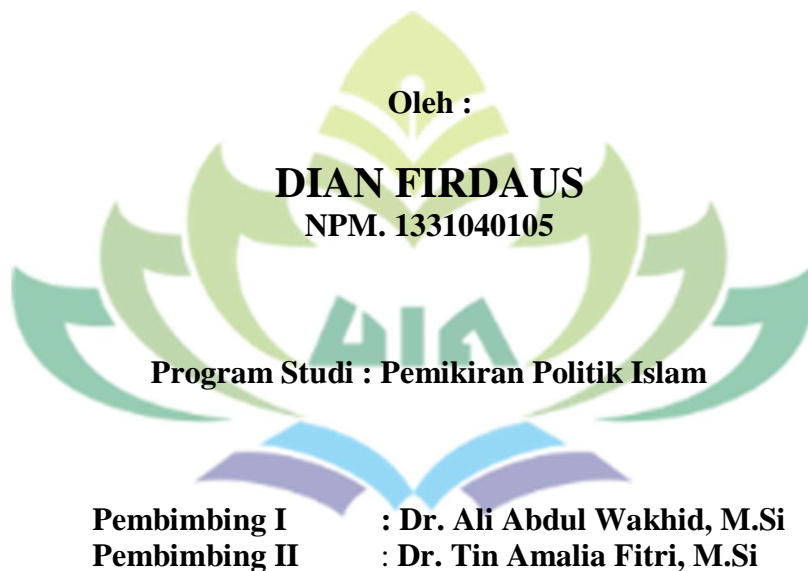 Oleh :
DIAN FIRDAUS
NPM. 1331040105
UIN
Program Studi : Pemikiran Politik Islam
Pembimbing I : Dr. Ali Abdul Wakhid, M.Si
Pembimbing II : Dr. Tin Amalia Fitri, M.Si